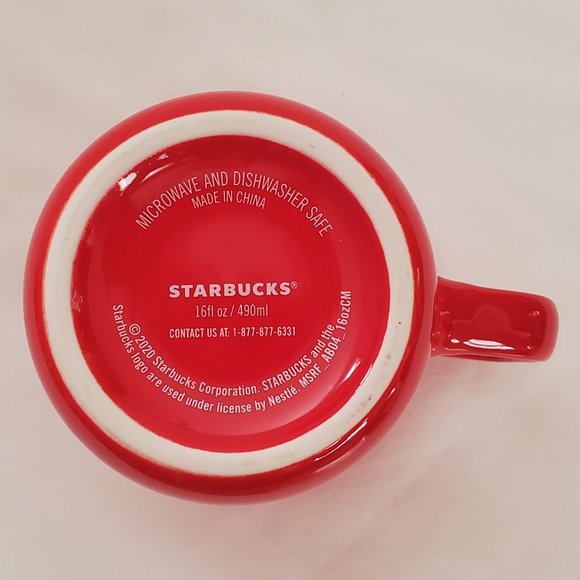 MICROWAVE AND DISHWASHER SAFE
MADE IN CHINA
STARBUCKS®
16fl oz / 490ml
CONTACT US AT: 1-877-877-6331
© 2020 Starbucks Corporation. STARBUCKS and the
Starbucks logo are used under license by Nestlé. MSRF_AB04_16ozCM